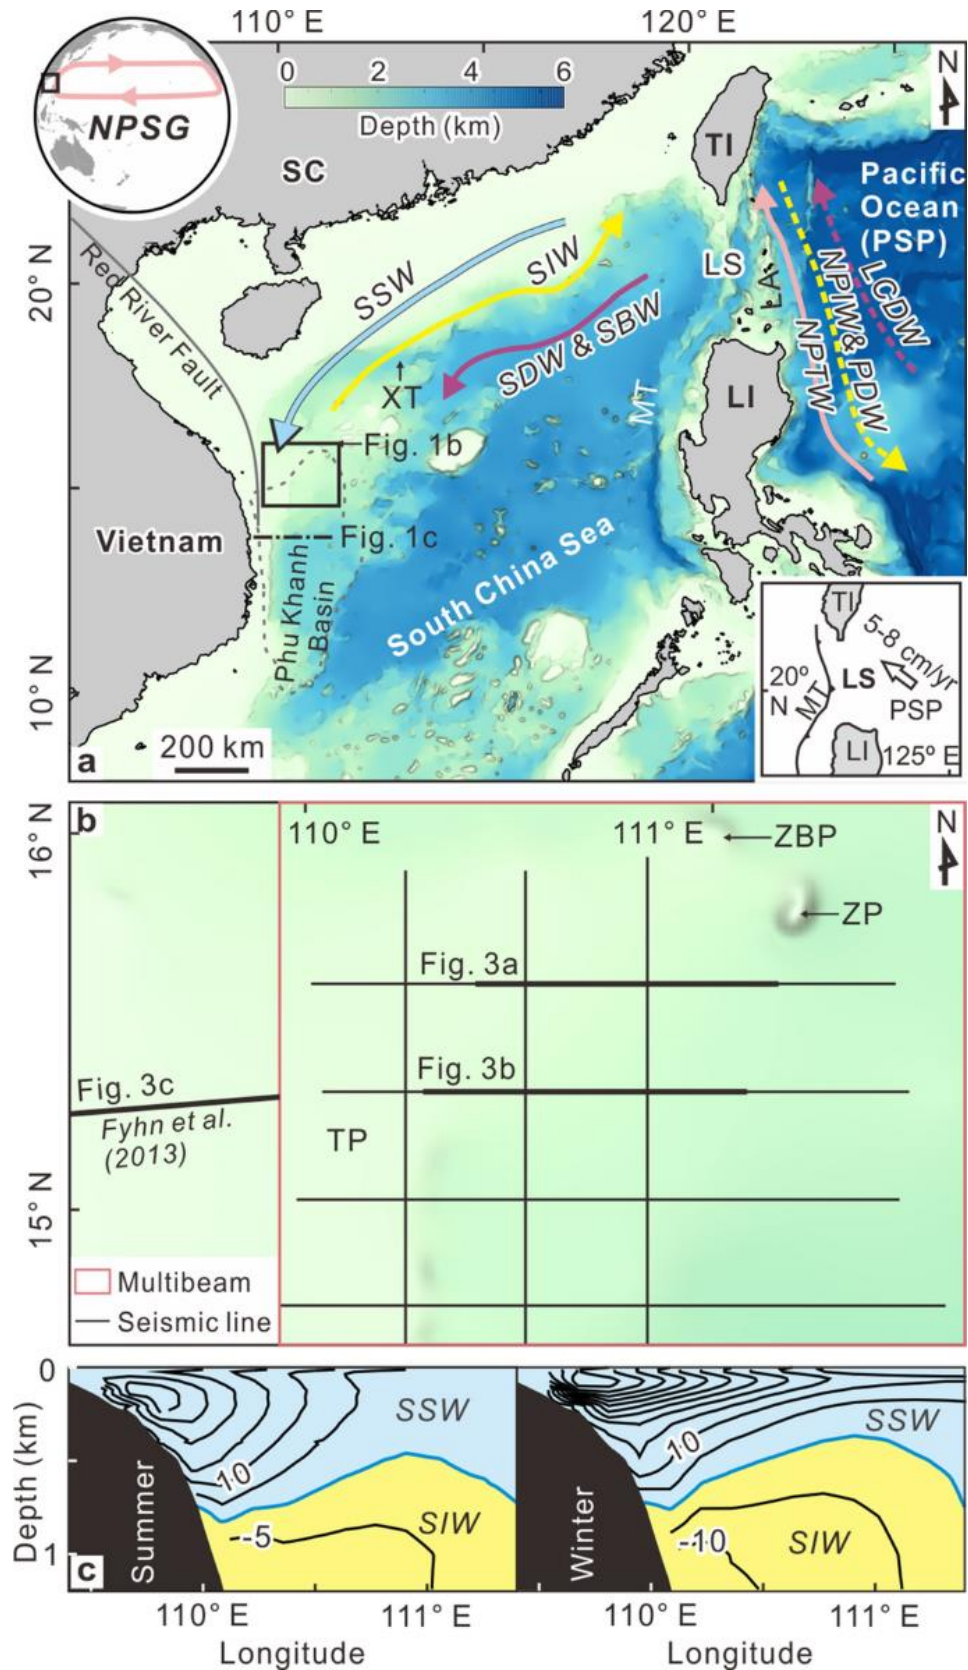 110° E
120° E
NPSG
0 2 4 6
Depth (km)
N
SC
TI
Pacific
Ocean
(PSP)
20° N
Red River Fault
SSW
SIW
SDW & SBW
LS
LA
NPTW
NPIW& PDW
LCDW
XT
MT
LI
Fig. 1b
Vietnam
Fig. 1c
Phu Khanh
Basin
South China Sea
10° N
200 km
a
TI
5-8 cm/yr
20°
N
MT
LS
PSP
LI
125° E
b
16° N
110° E
111° E
ZBP
N
ZP
Fig. 3a
Fig. 3b
Fig. 3c
Fyhn et al.
(2013)
TP
15° N
Multibeam
Seismic line
0
Depth (km)
1
c
Summer
10
SSW
-5
SIW
Winter
10
SSW
-10
SIW
110° E
111° E
110° E
111° E
Longitude
Longitude